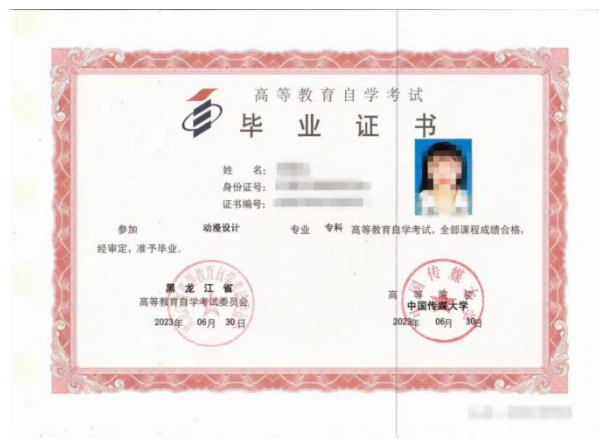 高等教育自学考试
毕业证书
姓 名:
身份证号:
证书编号:
参加 动漫设计 专业 专科 高等教育自学考试,全部课程成绩合格,
经审定,准予毕业。
黑龙江省
高等教育自学考试委员会
2023年 06月 30日
高 等 院 校
中国传媒大学
2023年 06月 30日